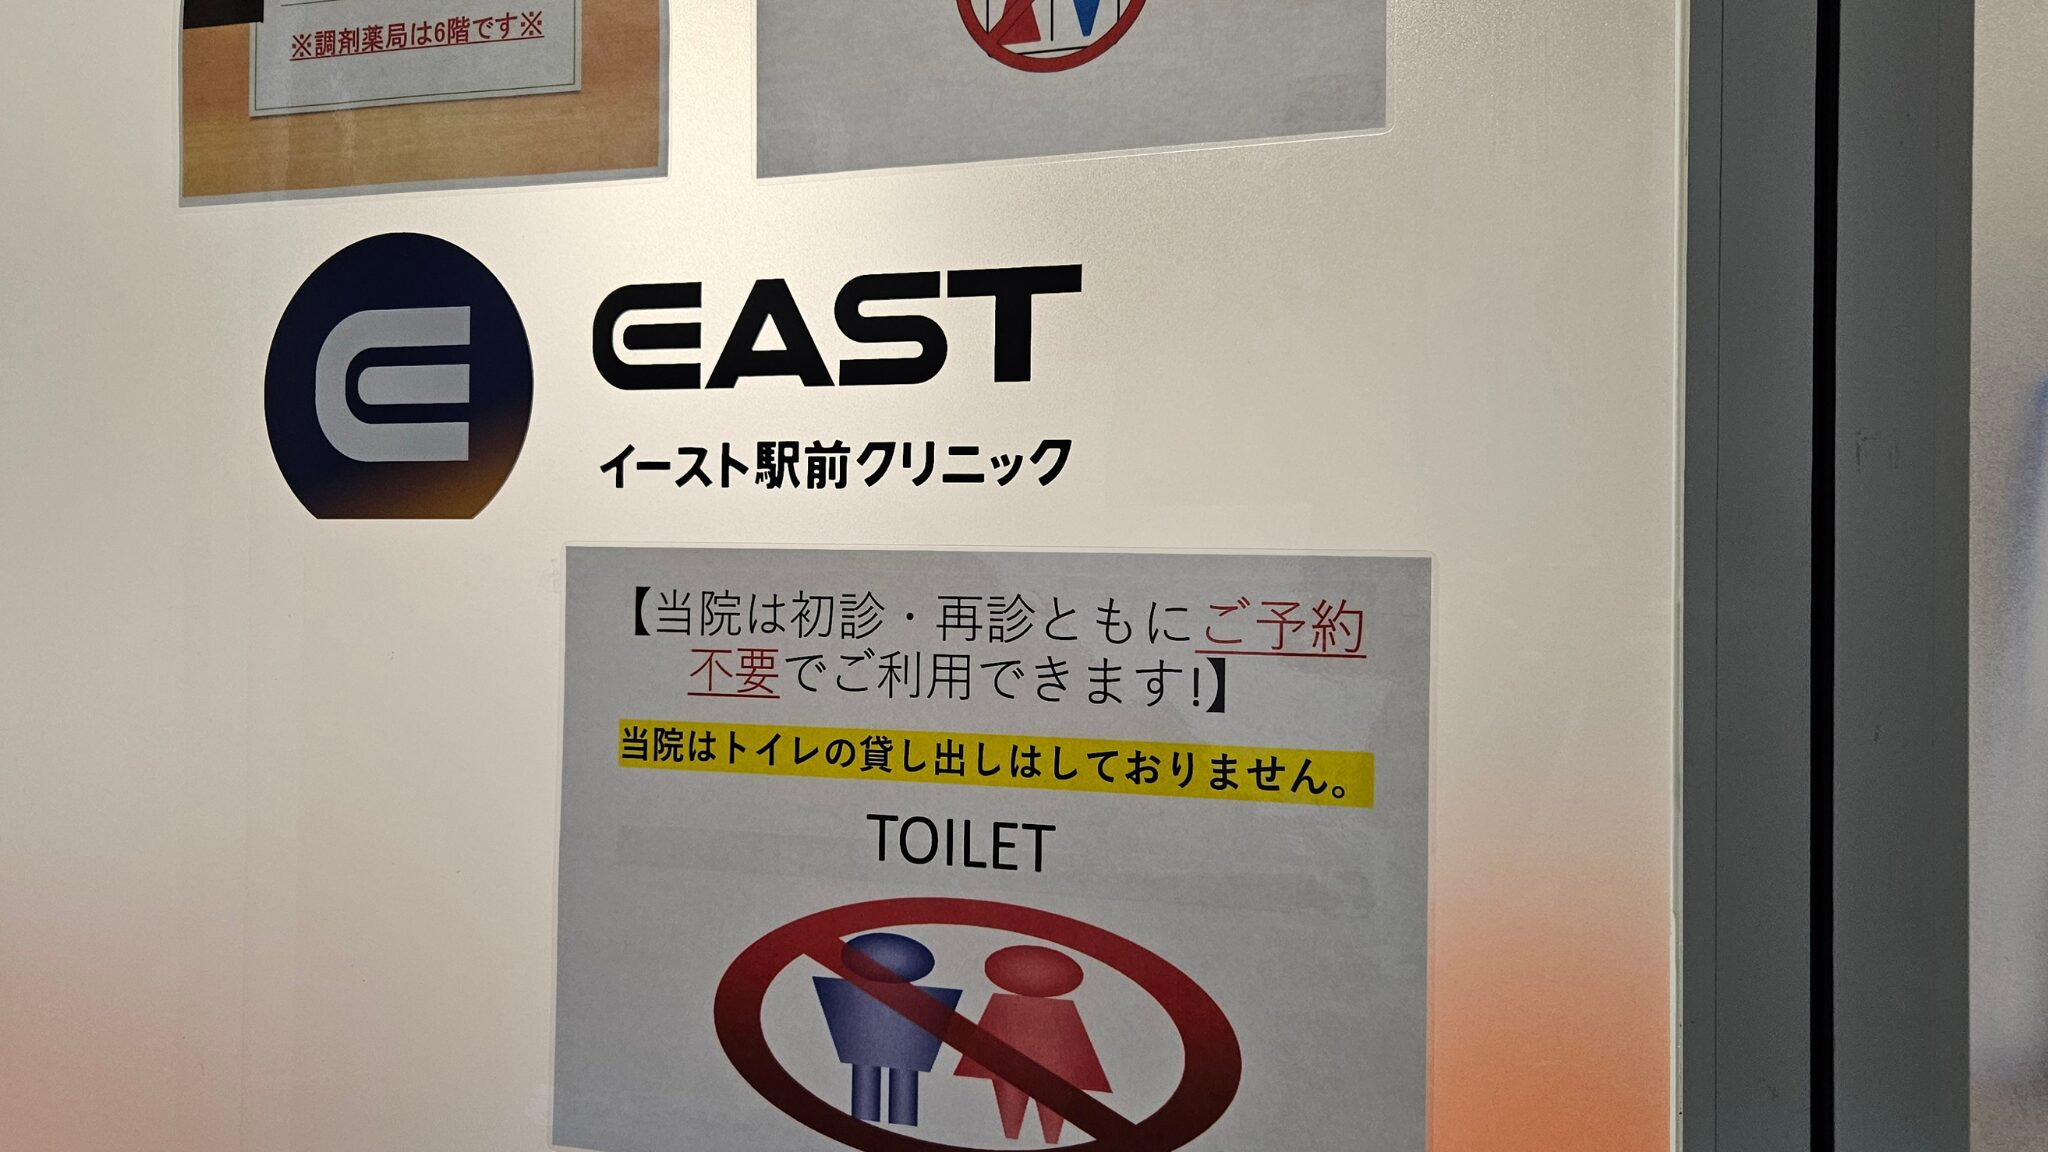 ※調剤薬局は6階です※
EAST
イースト駅前クリニック
【当院は初診・再診ともにご予約
不要でご利用できます!】
当院はトイレの貸し出しはしておりません。
TOILET